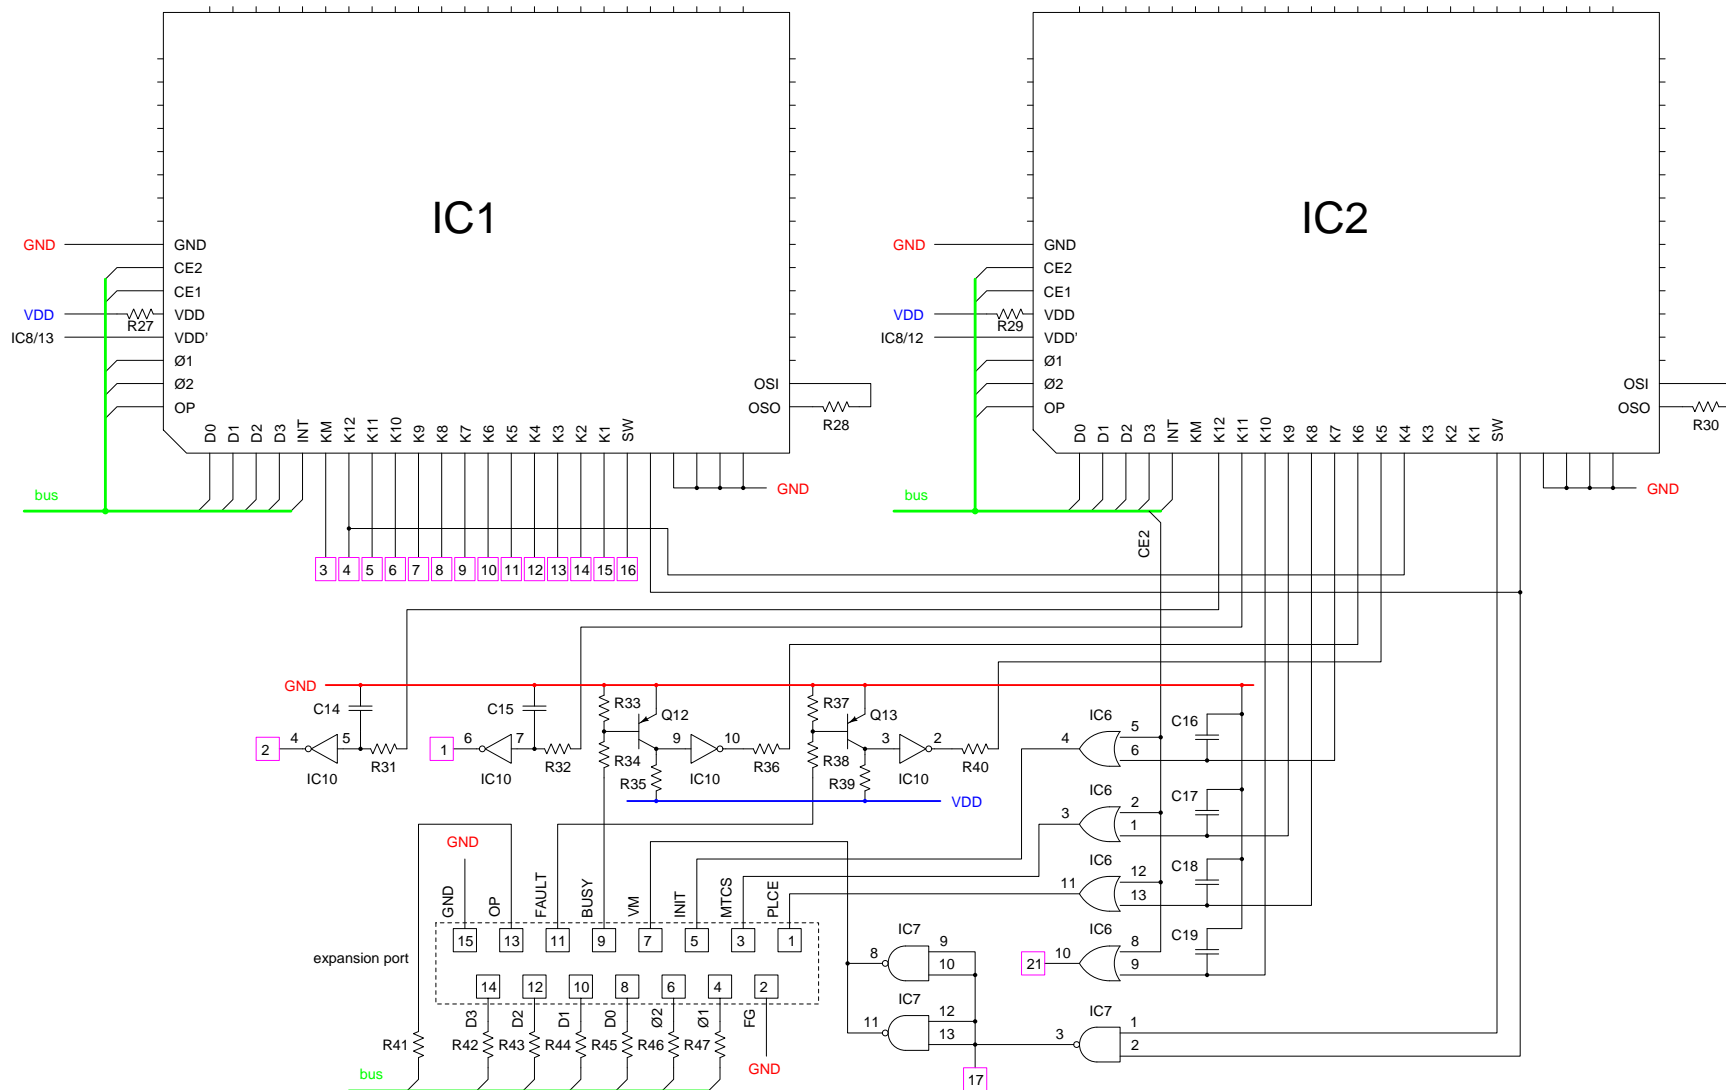 IC1
IC2
GND GND GND GND
CE2 CE2
CE1 CE1
VDD VDD VDD VDD
R27 R29
IC8/13 VDD' IC8/12 VDD'
Ø1 Ø1
Ø2 OSI Ø2 OSI
OP OSO OP OSO
R28 R30
D0 D1 D2 D3 INT KM K12 K11 K10 K9 K8 K7 K6 K5 K4 K3 K2 K1 SW
D0 D1 D2 D3 INT KM K12 K11 K10 K9 K8 K7 K6 K5 K4 K3 K2 K1 SW
bus GND bus GND
CE2
3 4 5 6 7 8 9 10 11 12 13 14 15 16
GND
C14 C15 R33 Q12 R37 Q13 IC6 C16
2 4 5 1 6 7 9 10 3 2 4 5 6
IC10 R31 IC10 R32 R34 R35 IC10 R36 R38 R39 IC10 R40
VDD
IC6 C17
3 2 1
GND
IC6 C18
11 12 13
GND OP FAULT BUSY VM INIT MTCS PLCE
15 13 11 9 7 5 3 1
IC7 IC6 C19
8 9 10
21 10 8 9
expansion port
14 12 10 8 6 4 2
IC7 IC7
11 12 13
3 1 2
D3 D2 D1 D0 Ø2 Ø1 FG
R41 R42 R43 R44 R45 R46 R47
GND
bus
17